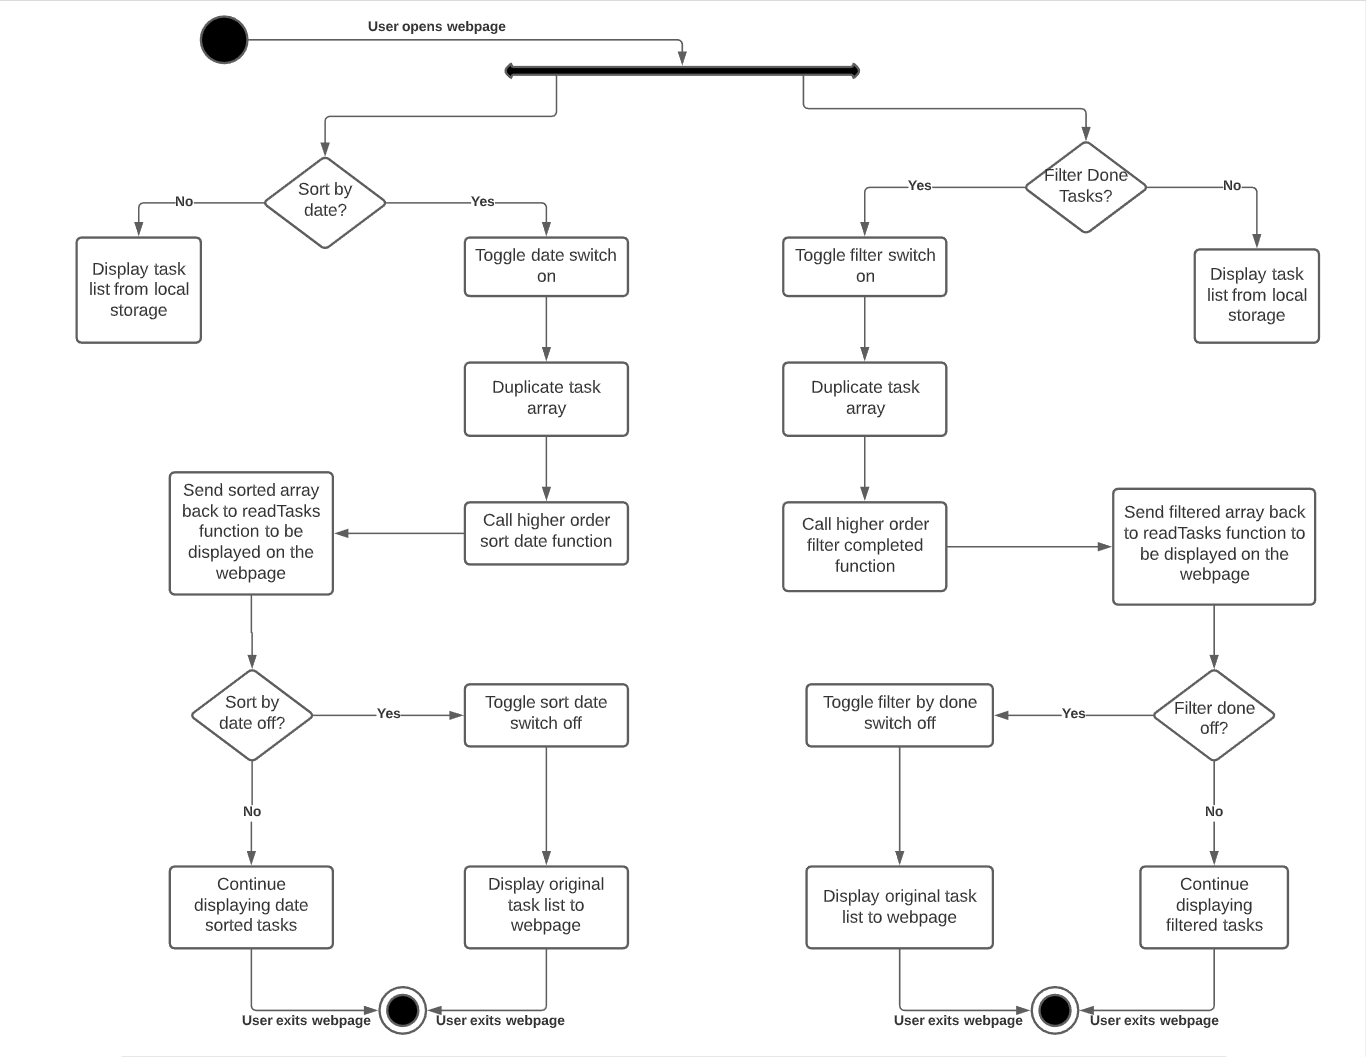 User opens webpage
Sort by
date?
No
Yes
Filter Done
Tasks?
Yes
No
Display task
list from local
storage
Toggle date switch
on
Toggle filter switch
on
Display task
list from local
storage
Duplicate task
array
Duplicate task
array
Send sorted array
back to readTasks
function to be
displayed on the
webpage
Call higher order
sort date function
Call higher order
filter completed
function
Send filtered array back
to readTasks function to
be displayed on the
webpage
Sort by
date off?
Yes
Toggle sort date
switch off
Toggle filter by done
switch off
Yes
Filter done
off?
No
No
Continue
displaying date
sorted tasks
Display original
task list to
webpage
Display original task
list to webpage
Continue
displaying
filtered tasks
User exits webpage
User exits webpage
User exits webpage
User exits webpage